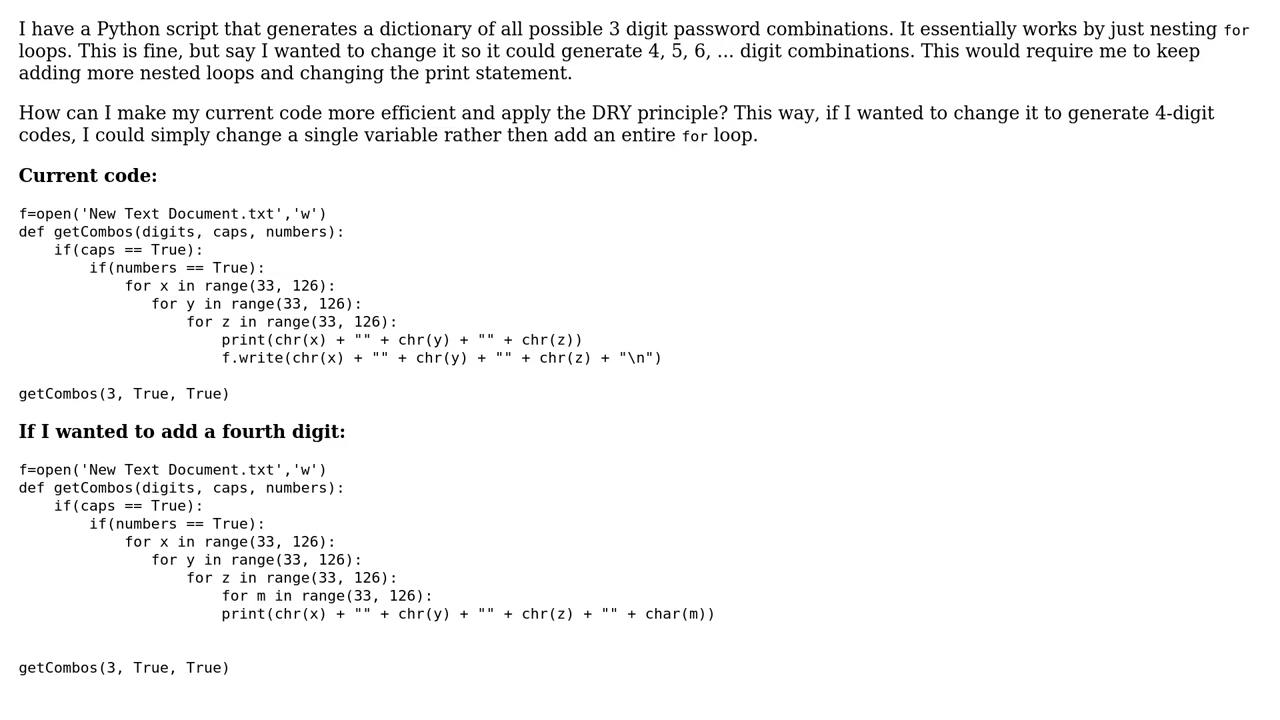 I have a Python script that generates a dictionary of all possible 3 digit password combinations. It essentially works by just nesting for
loops. This is fine, but say I wanted to change it so it could generate 4, 5, 6, ... digit combinations. This would require me to keep
adding more nested loops and changing the print statement.
How can I make my current code more efficient and apply the DRY principle? This way, if I wanted to change it to generate 4-digit
codes, I could simply change a single variable rather then add an entire for loop.
Current code:
f=open('New Text Document.txt','w')
def getCombos(digits, caps, numbers):
    if(caps == True):
        if(numbers == True):
            for x in range(33, 126):
               for y in range(33, 126):
                   for z in range(33, 126):
                       print(chr(x) + "" + chr(y) + "" + chr(z))
                       f.write(chr(x) + "" + chr(y) + "" + chr(z) + "\n")
getCombos(3, True, True)
If I wanted to add a fourth digit:
f=open('New Text Document.txt','w')
def getCombos(digits, caps, numbers):
    if(caps == True):
        if(numbers == True):
            for x in range(33, 126):
               for y in range(33, 126):
                   for z in range(33, 126):
                       for m in range(33, 126):
                       print(chr(x) + "" + chr(y) + "" + chr(z) + "" + char(m))
getCombos(3, True, True)